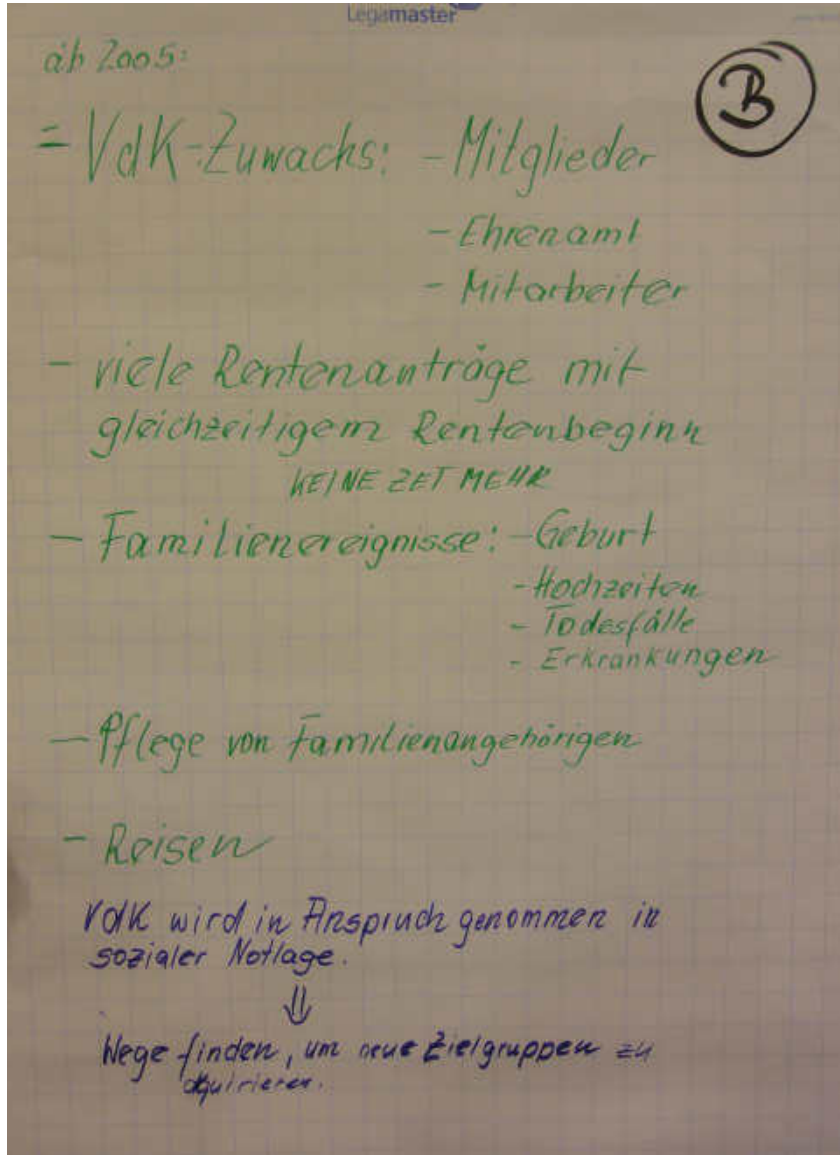 Legamaster
ab 2005:
B
= VdK-Zuwachs: - Mitglieder
- Ehrenamt
- Mitarbeiter
- viele Rentenanträge mit
gleichzeitigem Rentenbeginn
KEINE ZET MEHR
- Familienereignisse: - Geburt
- Hochzeiten
- Todesfälle
- Erkrankungen
- Pflege von Familienangehörigen
- Reisen
VdK wird in Anspruch genommen in
sozialer Notlage.
⇓
Wege finden, um neue Zielgruppen zu
aquirieren.